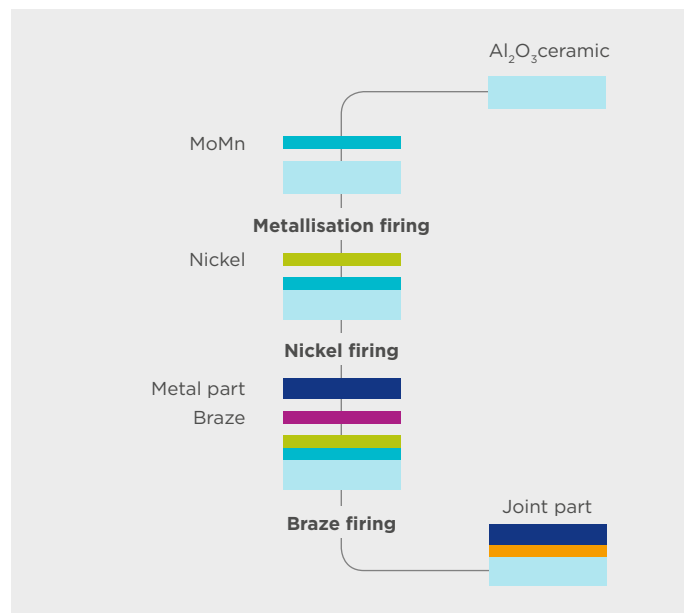 Al₂O₃ceramic
MoMn
Metallisation firing
Nickel
Nickel firing
Metal part
Braze
Joint part
Braze firing